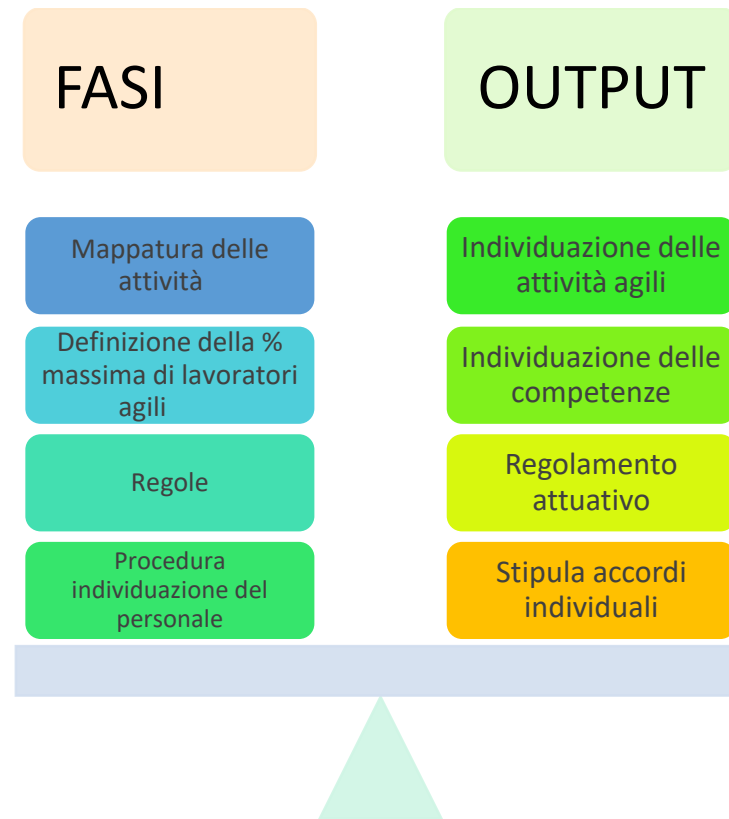 FASI
OUTPUT
Mappatura delle
attività
Individuazione delle
attività agili
Definizione della %
massima di lavoratori
agili
Individuazione delle
competenze
Regole
Regolamento
attuativo
Procedura
individuazione del
personale
Stipula accordi
individuali